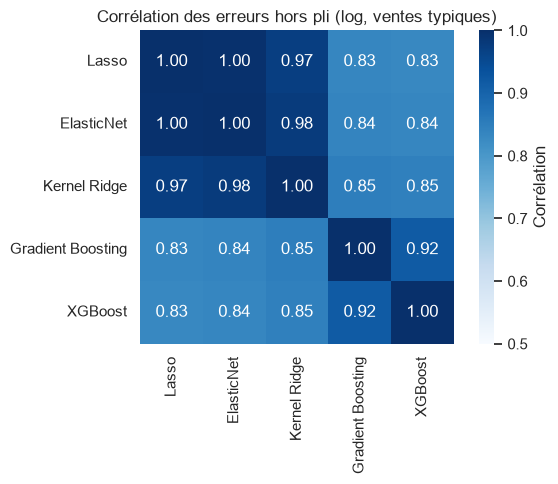 Corrélation des erreurs hors pli (log, ventes typiques)
Lasso 1.00 1.00 0.97 0.83 0.83
ElasticNet 1.00 1.00 0.98 0.84 0.84
Kernel Ridge 0.97 0.98 1.00 0.85 0.85
Gradient Boosting 0.83 0.84 0.85 1.00 0.92
XGBoost 0.83 0.84 0.85 0.92 1.00
Lasso
ElasticNet
Kernel Ridge
Gradient Boosting
XGBoost
1.0
0.9
0.8
0.7
0.6
0.5
Corrélation